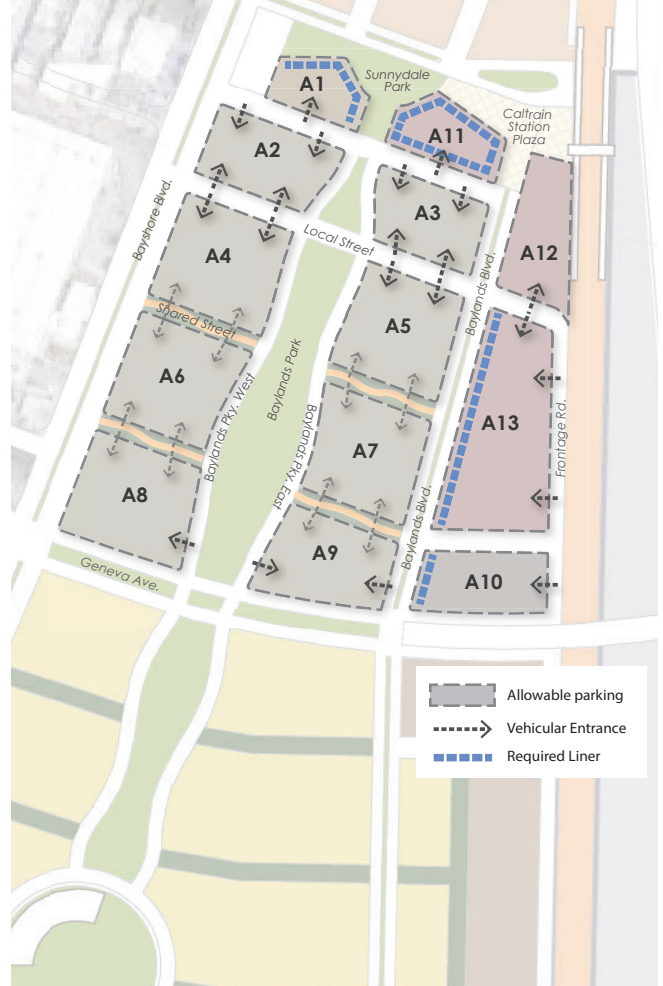 Sunnydale
Park
A1
A11
Caltrain
Station
Plaza
A2
A3
Bayshore Blvd.
A4
Local Street
A12
Baylands Blvd.
A5
Shared Street
Baylands Park
A6
Baylands Pky. West
Baylands Pky. East
A7
A13
Frontage Rd.
A8
Baylands Blvd.
A9
A10
Geneva Ave.
Allowable parking
Vehicular Entrance
Required Liner